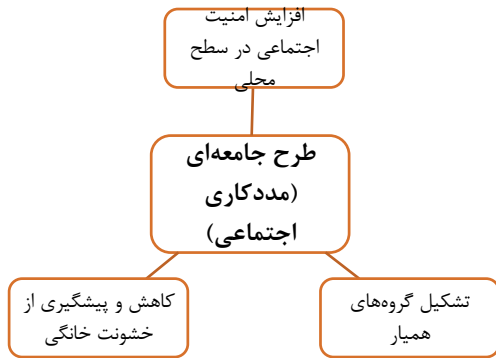 افزایش امنیت
اجتماعی در سطح
محلی
طرح جامعه‌ای
(مددکاری
اجتماعی)
تشکیل گروه‌های
همیار
کاهش و پیشگیری از
خشونت خانگی